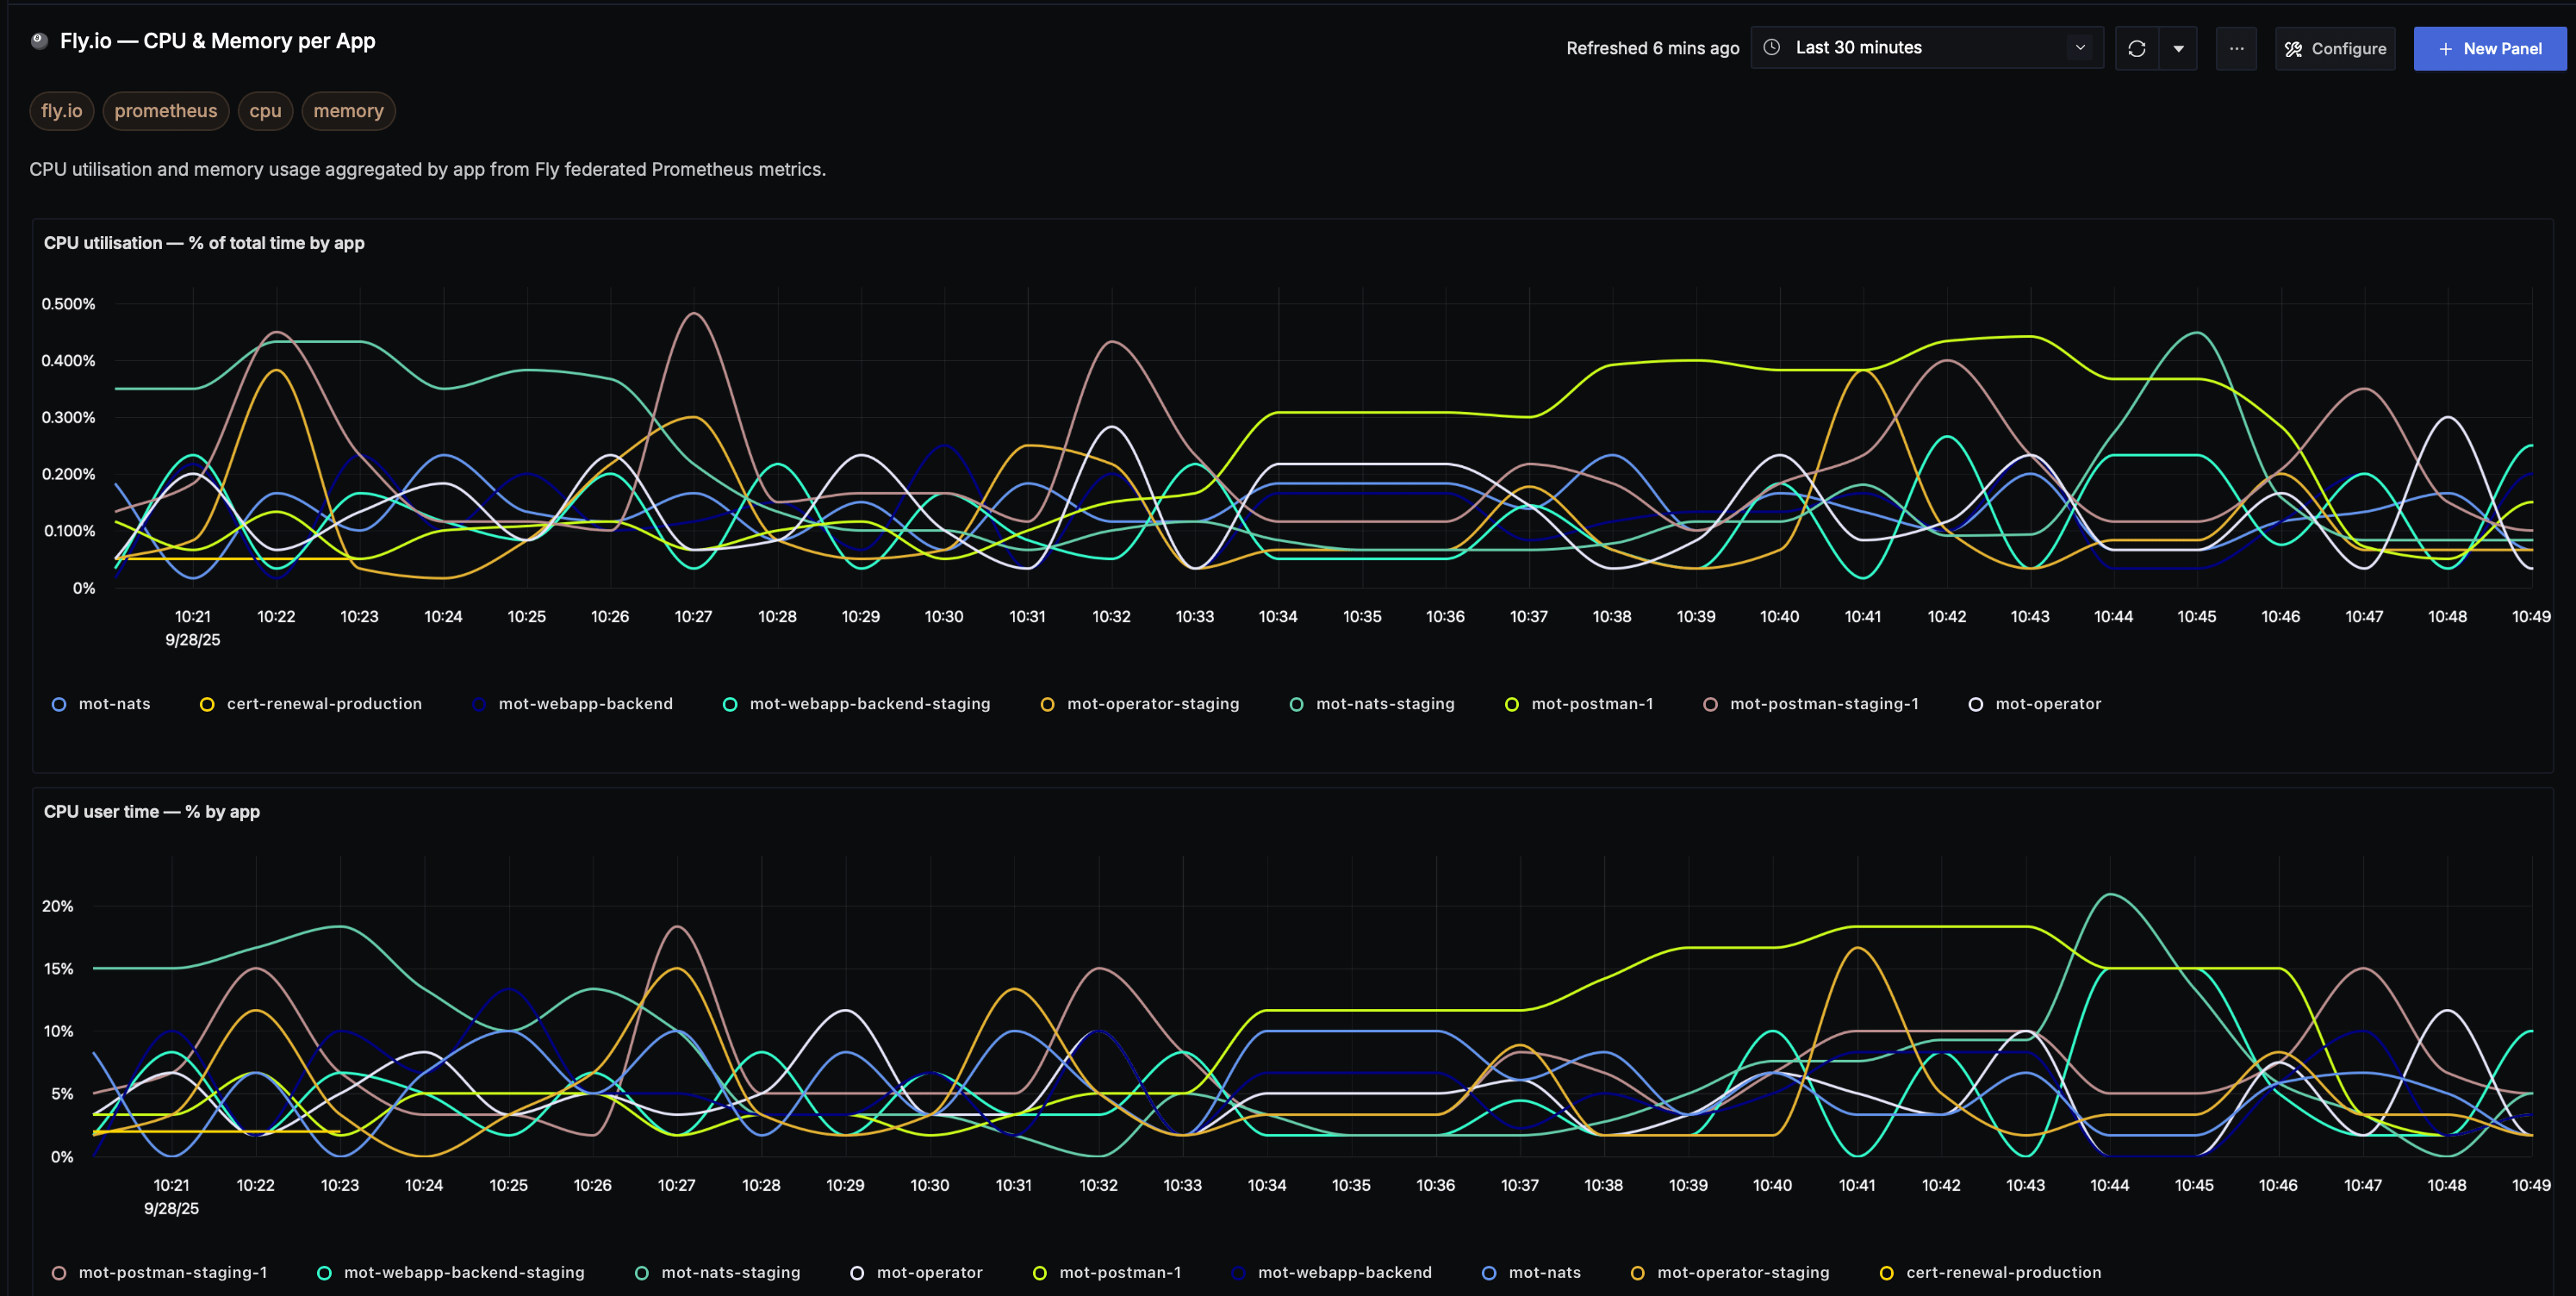 Fly.io — CPU & Memory per App
Refreshed 6 mins ago
Last 30 minutes
Configure
+ New Panel
fly.io
prometheus
cpu
memory
CPU utilisation and memory usage aggregated by app from Fly federated Prometheus metrics.
CPU utilisation — % of total time by app
0.500%
0.400%
0.300%
0.200%
0.100%
0%
10:21 10:22 10:23 10:24 10:25 10:26 10:27 10:28 10:29 10:30 10:31 10:32 10:33 10:34 10:35 10:36 10:37 10:38 10:39 10:40 10:41 10:42 10:43 10:44 10:45 10:46 10:47 10:48 10:49
9/28/25
mot-nats cert-renewal-production mot-webapp-backend mot-webapp-backend-staging mot-operator-staging mot-nats-staging mot-postman-1 mot-postman-staging-1 mot-operator
CPU user time — % by app
20%
15%
10%
5%
0%
10:21 10:22 10:23 10:24 10:25 10:26 10:27 10:28 10:29 10:30 10:31 10:32 10:33 10:34 10:35 10:36 10:37 10:38 10:39 10:40 10:41 10:42 10:43 10:44 10:45 10:46 10:47 10:48 10:49
9/28/25
mot-postman-staging-1 mot-webapp-backend-staging mot-nats-staging mot-operator mot-postman-1 mot-webapp-backend mot-nats mot-operator-staging cert-renewal-production